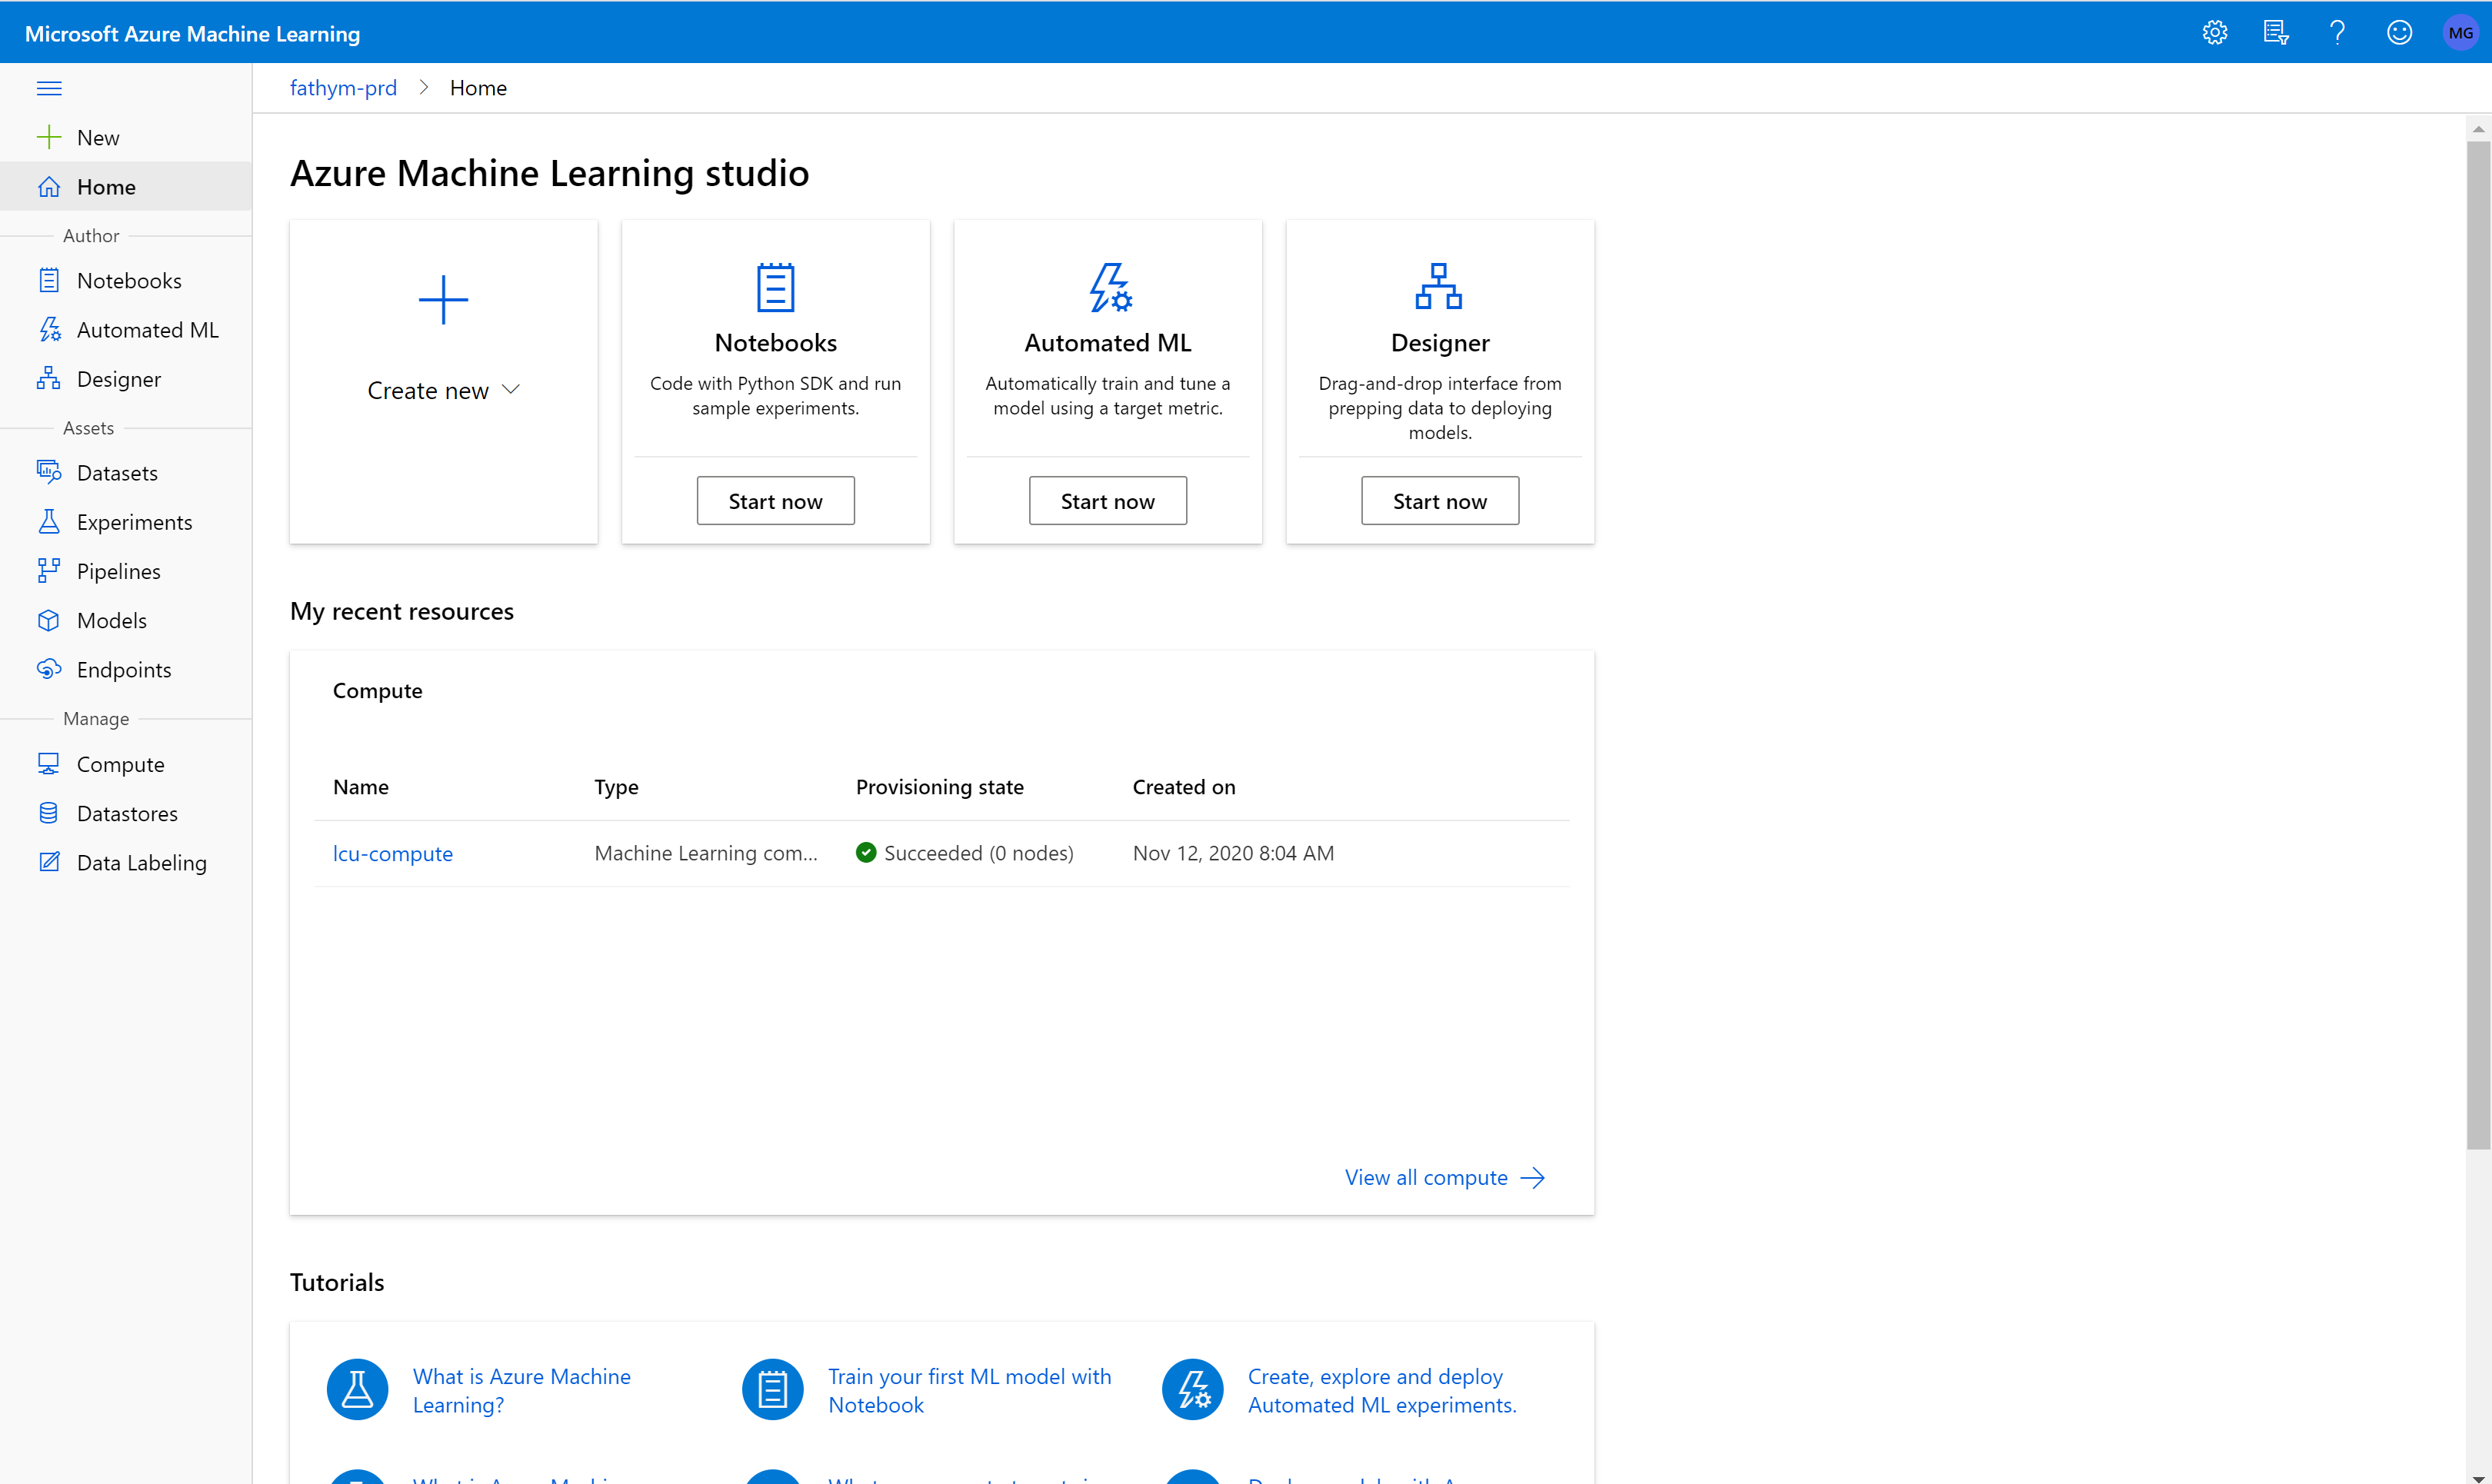 Microsoft Azure Machine Learning
MG
fathym-prd > Home
New
Home
Author
Notebooks
Automated ML
Designer
Assets
Datasets
Experiments
Pipelines
Models
Endpoints
Manage
Compute
Datastores
Data Labeling
Azure Machine Learning studio
Create new
Notebooks
Code with Python SDK and run
sample experiments.
Start now
Automated ML
Automatically train and tune a
model using a target metric.
Start now
Designer
Drag-and-drop interface from
prepping data to deploying
models.
Start now
My recent resources
Compute
Name Type Provisioning state Created on
lcu-compute Machine Learning com... Succeeded (0 nodes) Nov 12, 2020 8:04 AM
View all compute
Tutorials
What is Azure Machine
Learning?
Train your first ML model with
Notebook
Create, explore and deploy
Automated ML experiments.